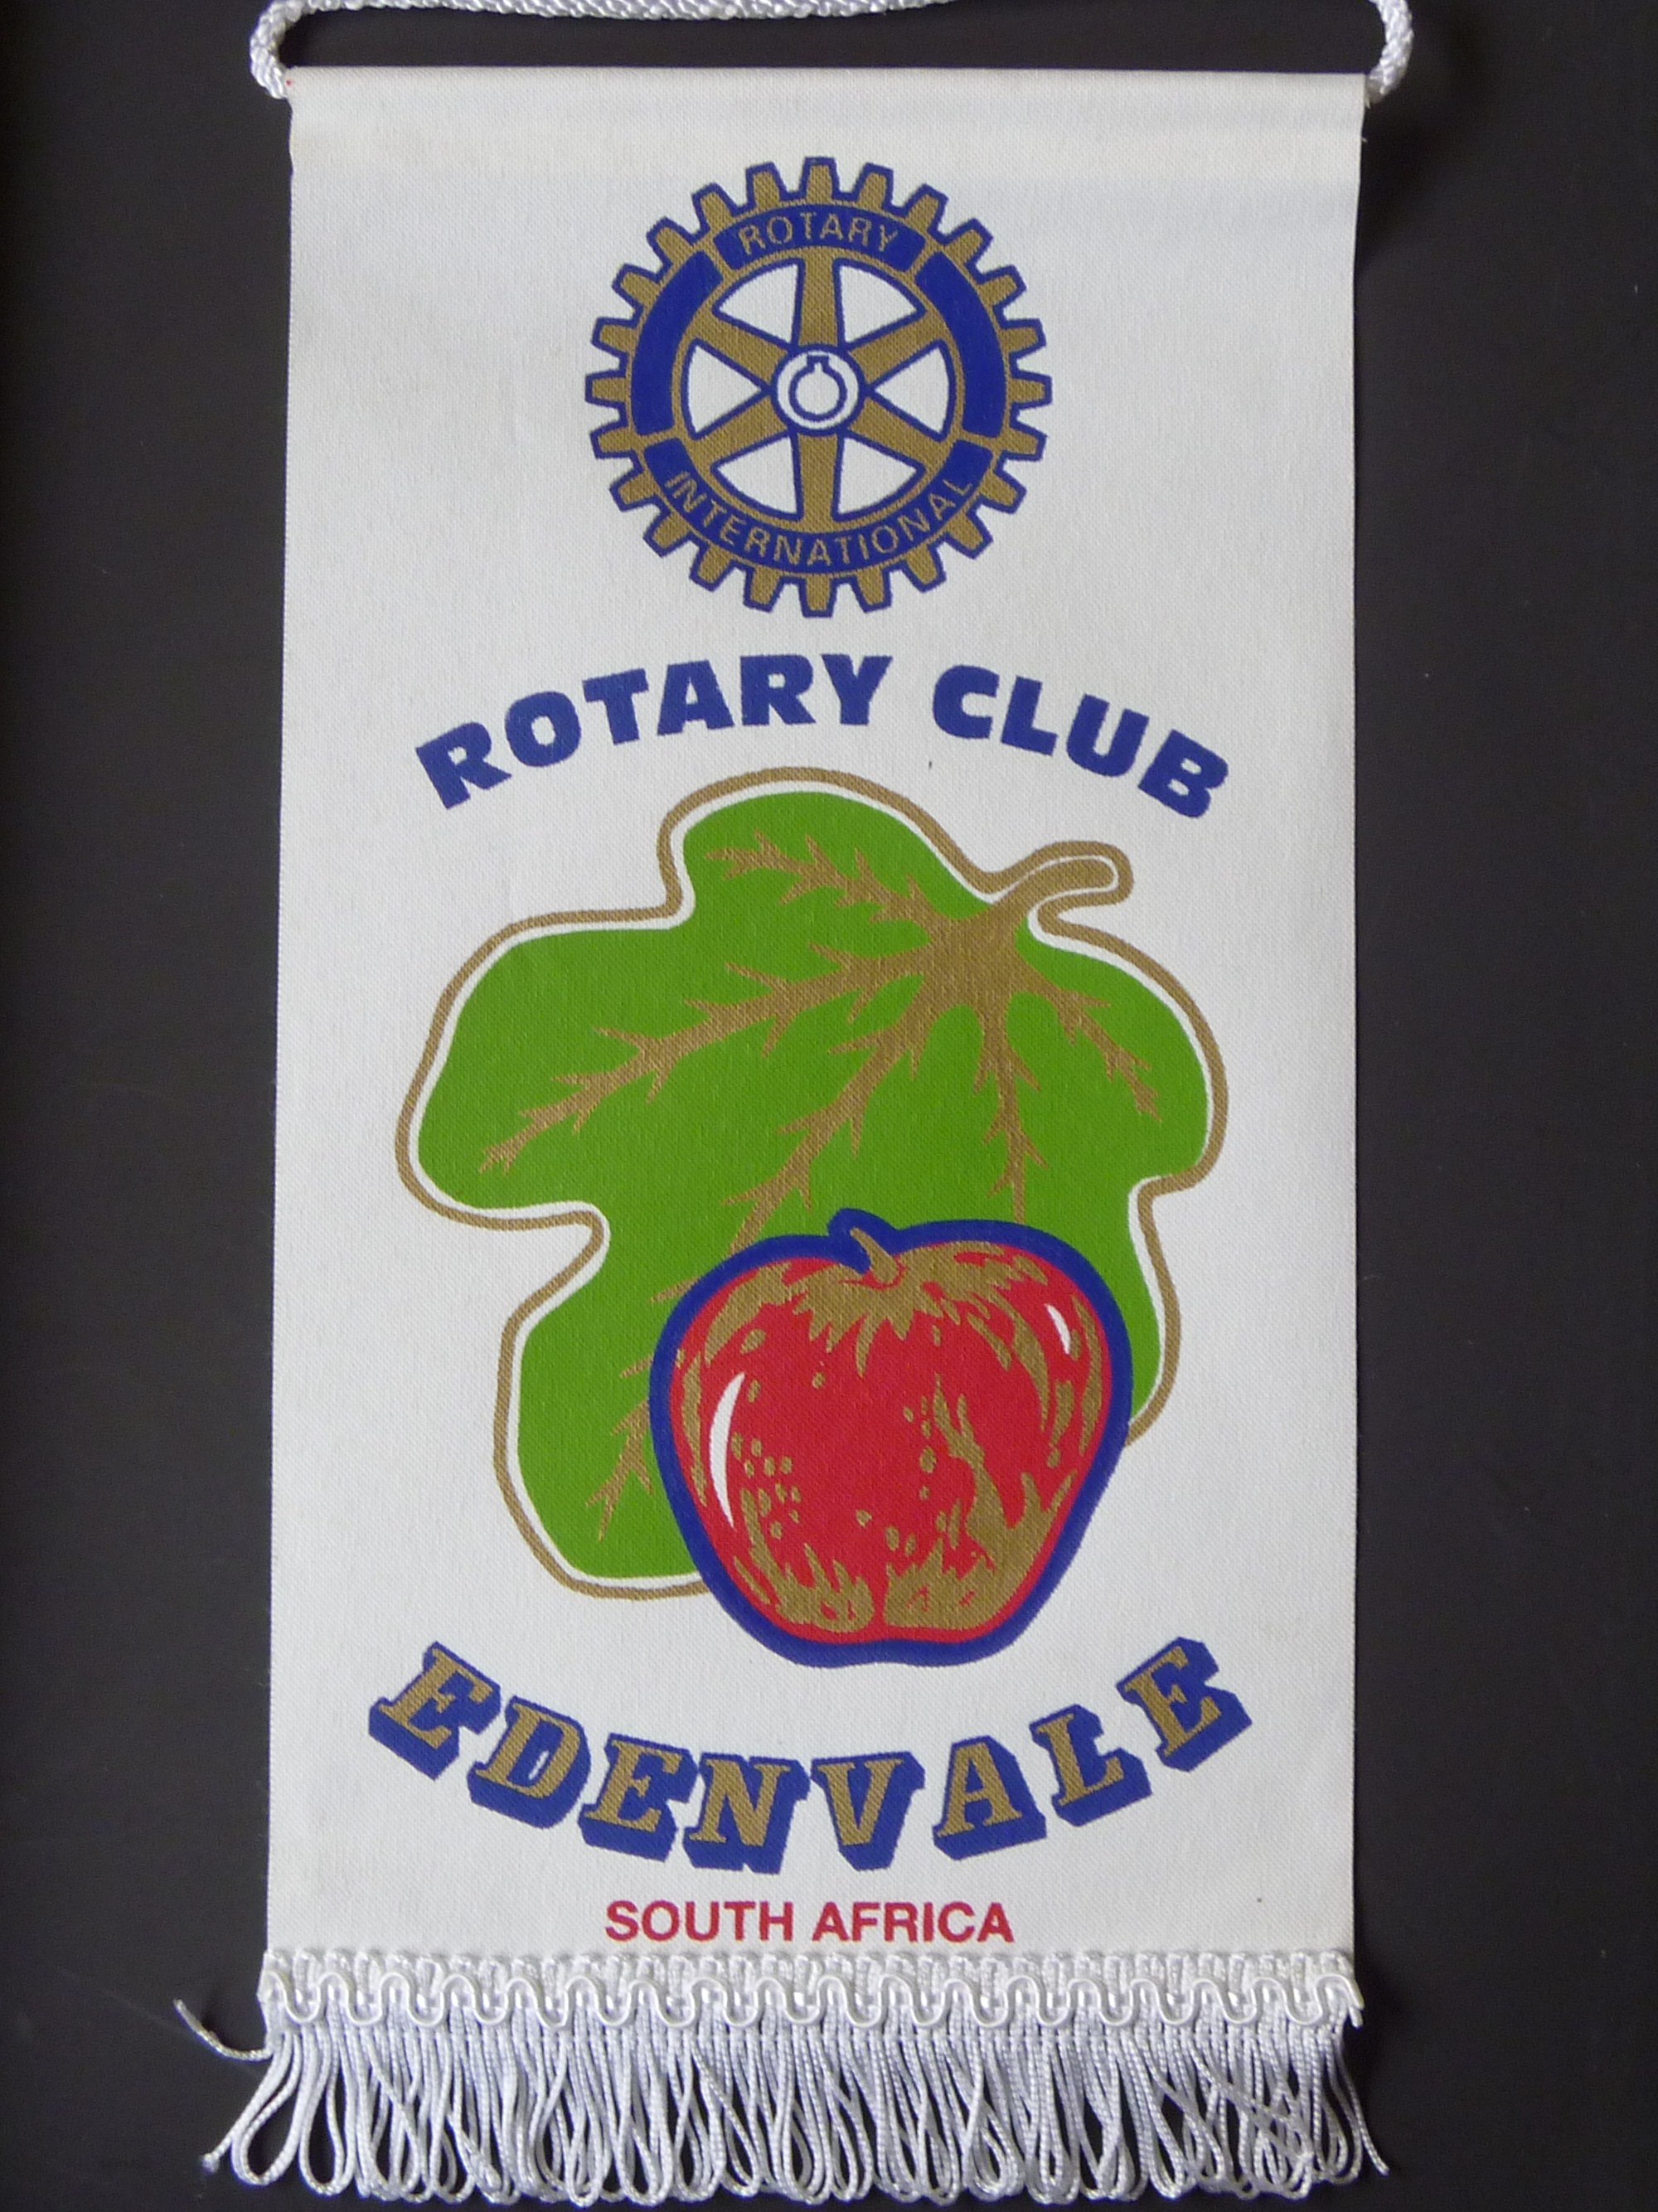 ROTARY
INTERNATIONAL
ROTARY CLUB
EDENVALE
SOUTH AFRICA